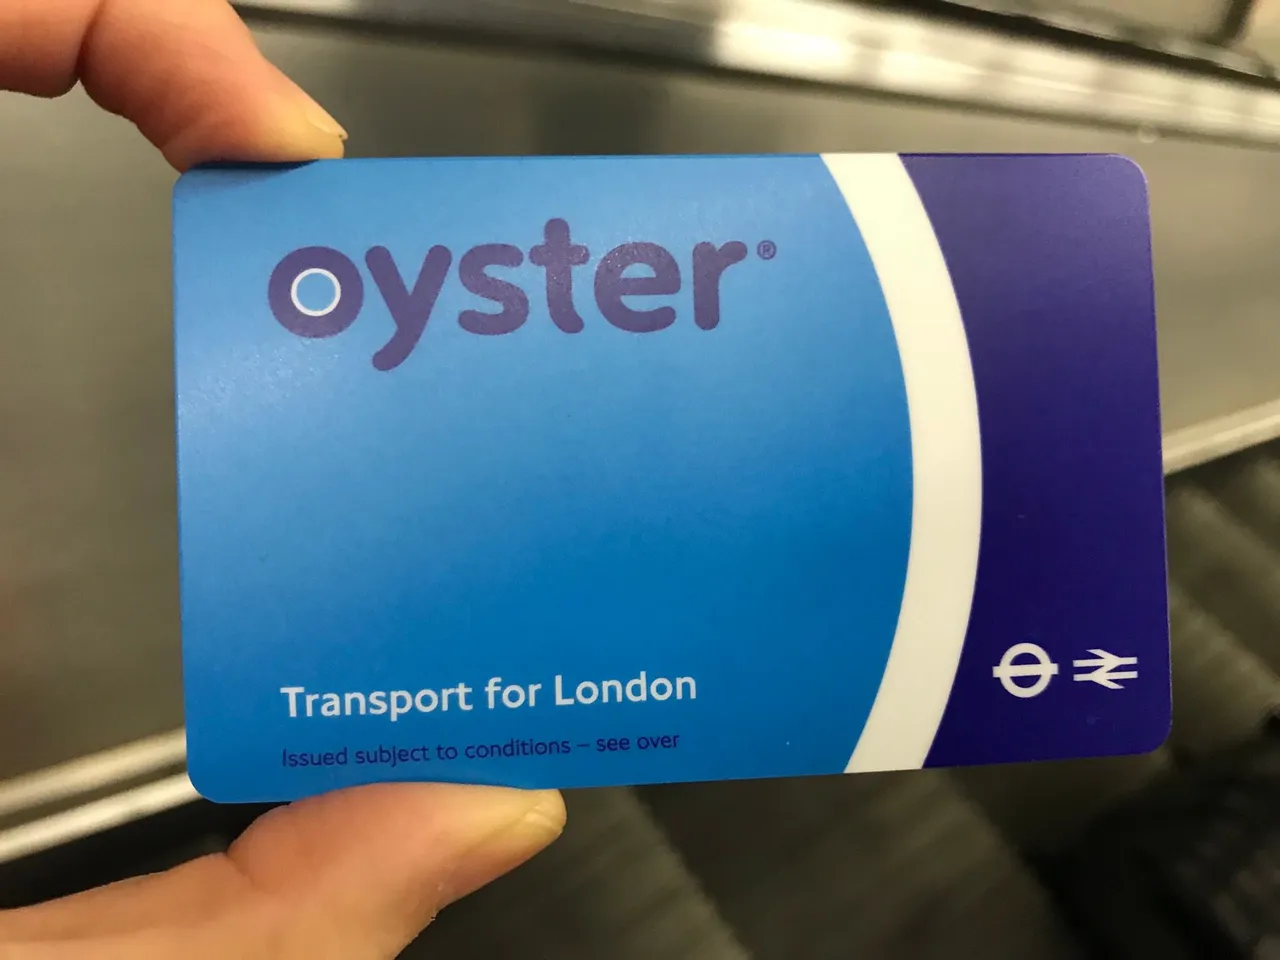 oyster®
Transport for London
Issued subject to conditions – see over